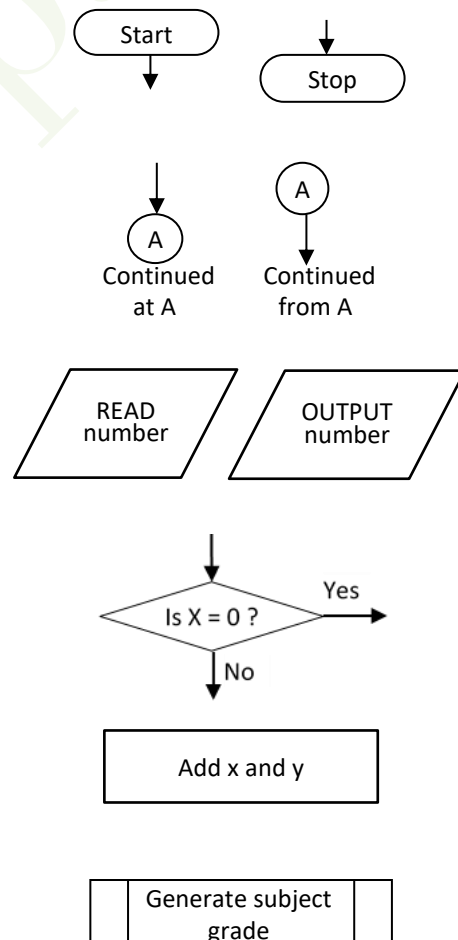 Start
Stop
A
A
Continued
at A
Continued
from A
READ
number
OUTPUT
number
Is X = 0 ?
Yes
No
Add x and y
Generate subject
grade